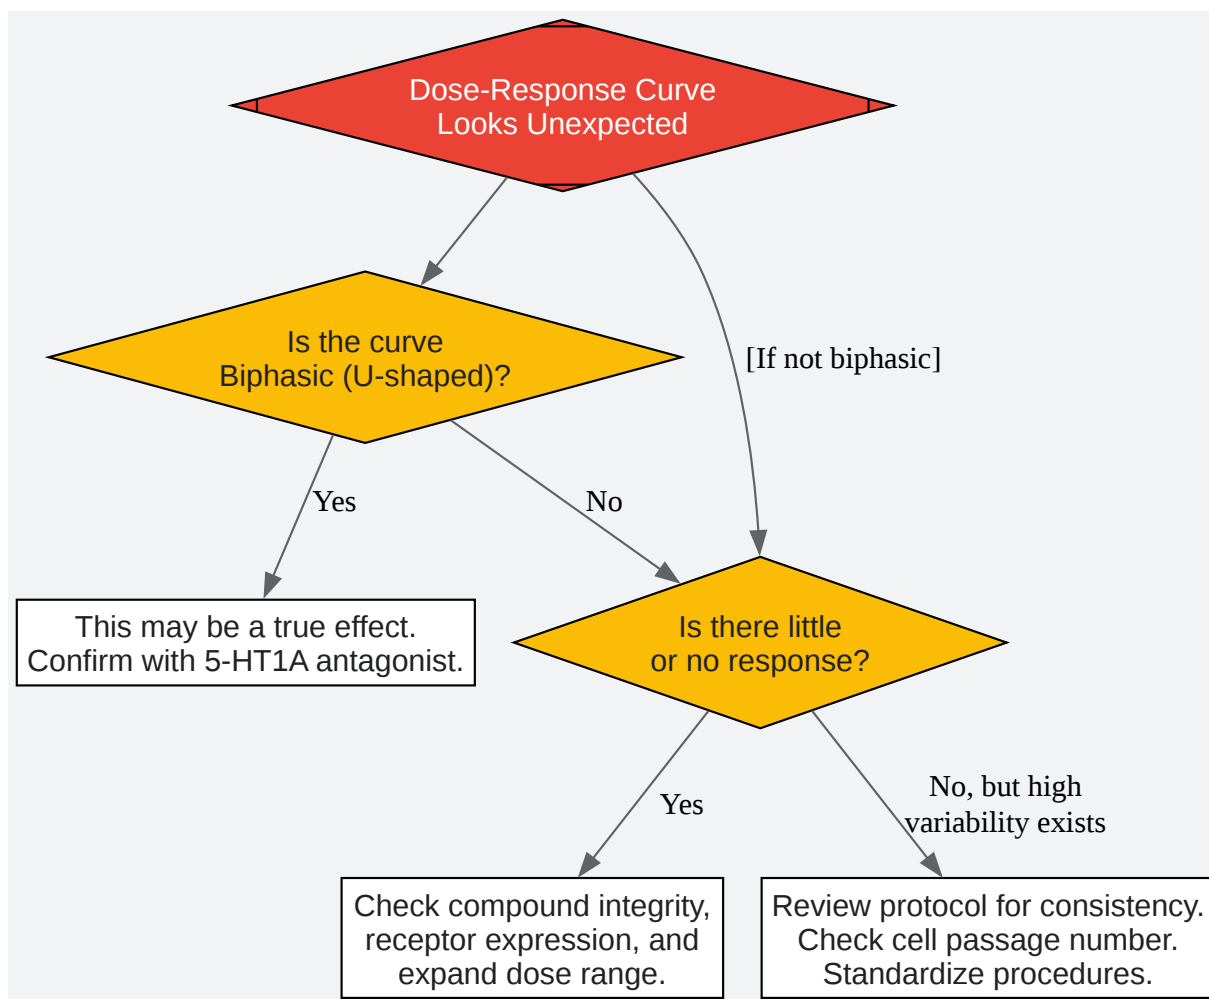 Dose-Response Curve
Looks Unexpected
Is the curve
Biphasic (U-shaped)?
[If not biphasic]
Yes
No
This may be a true effect.
Confirm with 5-HT1A antagonist.
Is there little
or no response?
Yes
No, but high
variability exists
Check compound integrity,
receptor expression, and
expand dose range.
Review protocol for consistency.
Check cell passage number.
Standardize procedures.